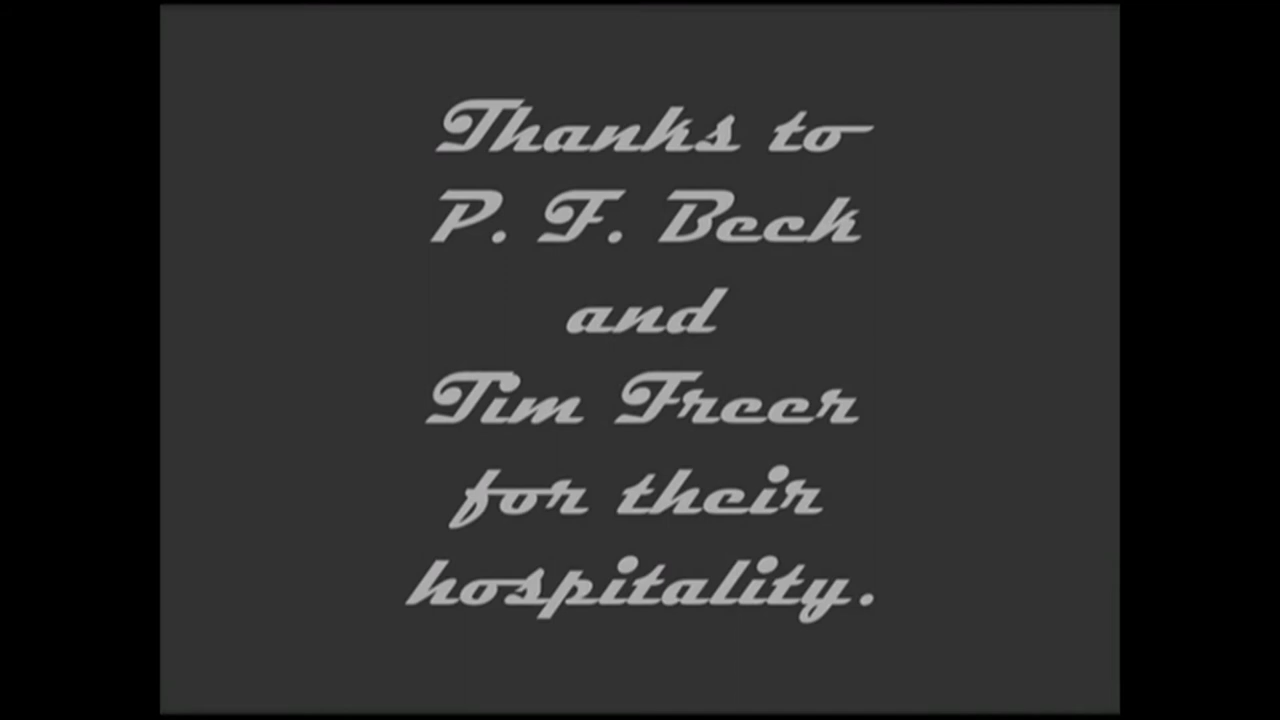 Thanks to
P. F. Beck
and
Tim Freer
for their
hospitality.